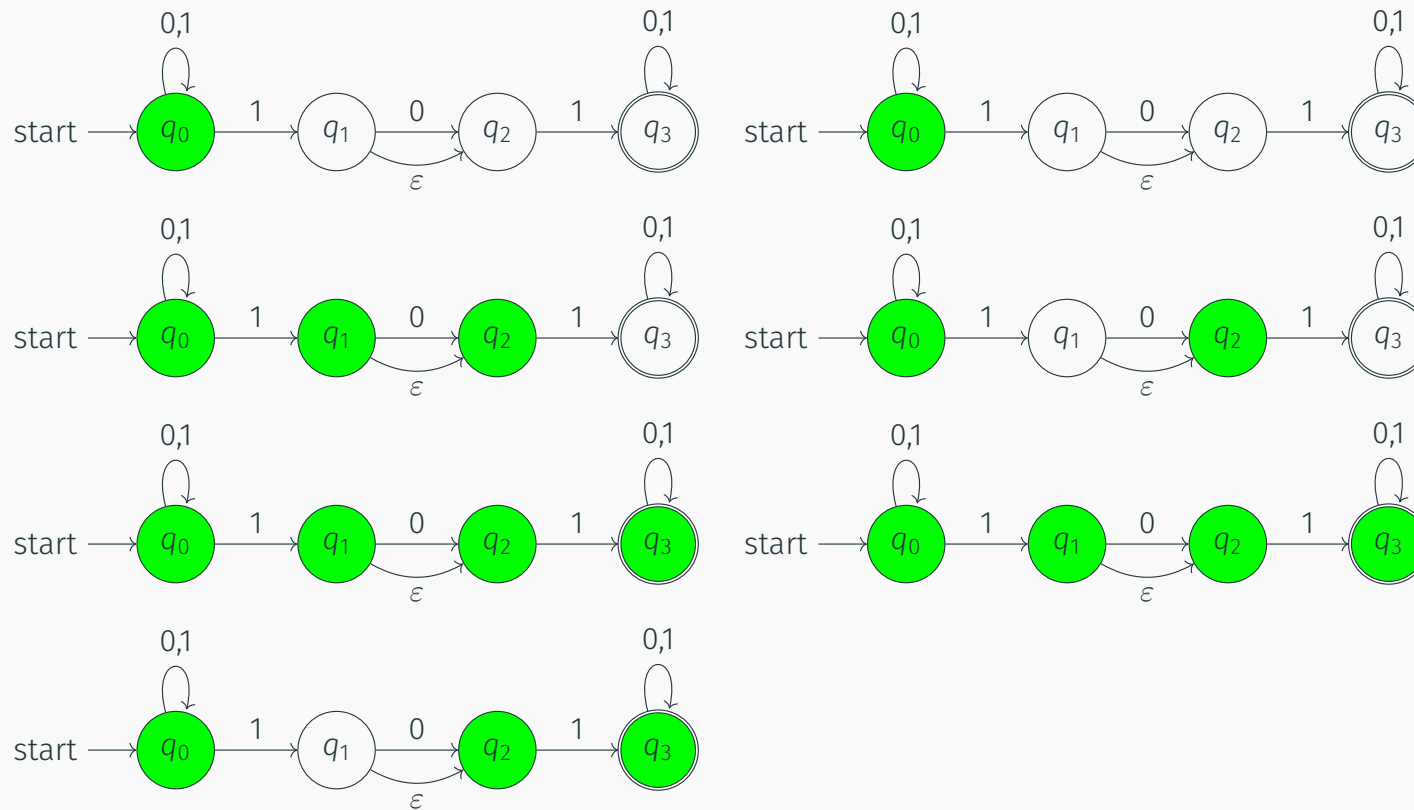 0,1 0,1 0,1 0,1
start q0 1 q1 0 q2 1 q3 start q0 1 q1 0 q2 1 q3
ε ε
0,1 0,1 0,1 0,1
start q0 1 q1 0 q2 1 q3 start q0 1 q1 0 q2 1 q3
ε ε
0,1 0,1 0,1 0,1
start q0 1 q1 0 q2 1 q3 start q0 1 q1 0 q2 1 q3
ε ε
0,1 0,1
start q0 1 q1 0 q2 1 q3
ε